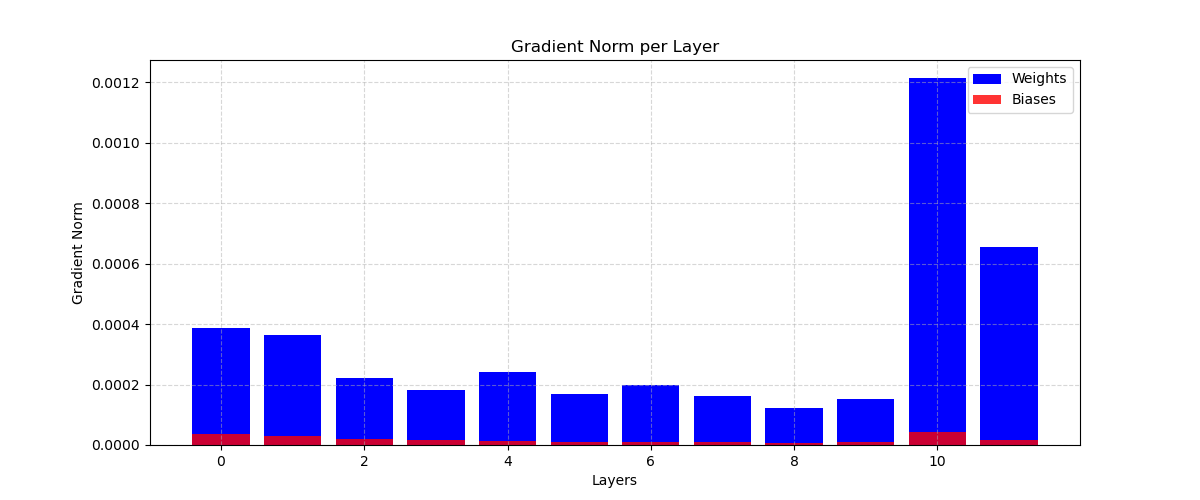 Gradient Norm per Layer
Weights
Biases
Gradient Norm
0.0012
0.0010
0.0008
0.0006
0.0004
0.0002
0.0000
0 2 4 6 8 10
Layers